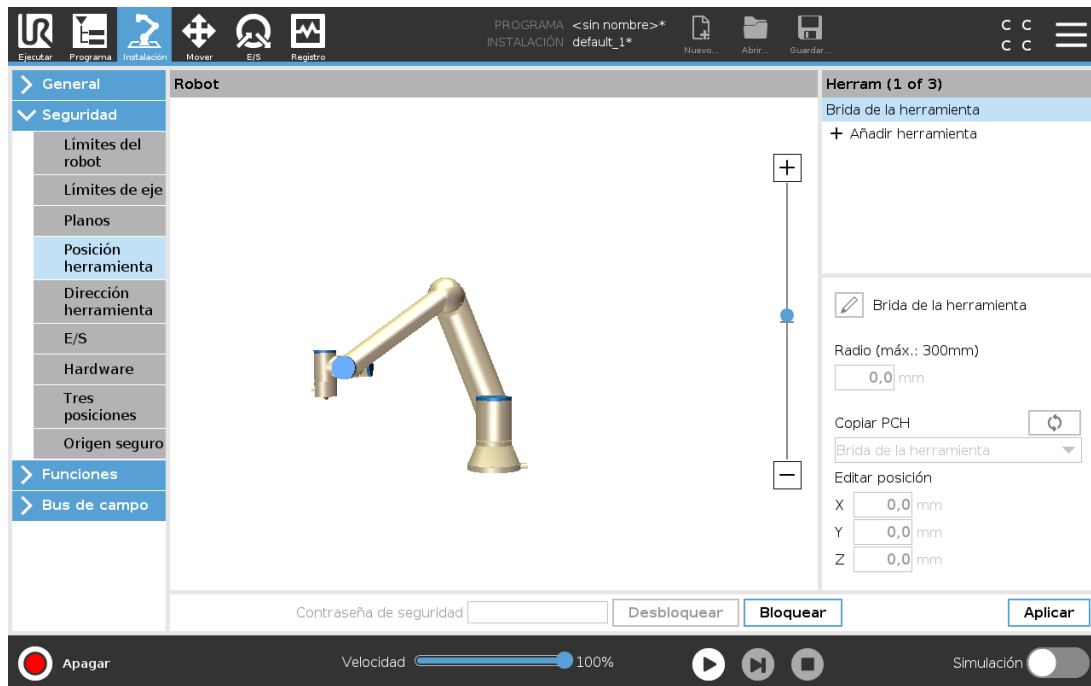 PROGRAMA <sin nombre>*
INSTALACIÓN default_1*
UR
Ejecutar
Programa
Instalación
Mover
E/S
Registro
Nuevo...
Abrir...
Guardar...
C C
C C
General
Seguridad
Límites del
robot
Límites de eje
Planos
Posición
herramienta
Dirección
herramienta
E/S
Hardware
Tres
posiciones
Origen seguro
Funciones
Bus de campo
Robot
Herram (1 of 3)
Brida de la herramienta
+ Añadir herramienta
Brida de la herramienta
Radio (máx.: 300mm)
0,0 mm
Copiar PCH
Brida de la herramienta
Editar posición
X 0,0 mm
Y 0,0 mm
Z 0,0 mm
Contraseña de seguridad
Desbloquear
Bloquear
Aplicar
Apagar
Velocidad 100%
Simulación